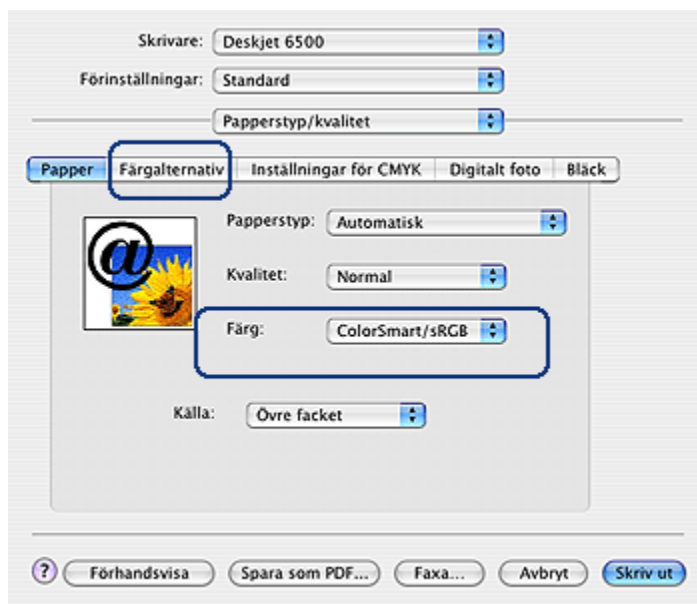 Skrivare: Deskjet 6500
Förinställningar: Standard
Papperstyp/kvalitet
Papper Färgalternativ Inställningar för CMYK Digitalt foto Bläck
@
Papperstyp: Automatisk
Kvalitet: Normal
Färg: ColorSmart/sRGB
Källa: Övre facket
? Förhandsvisa Spara som PDF... Faxa... Avbryt Skriv ut